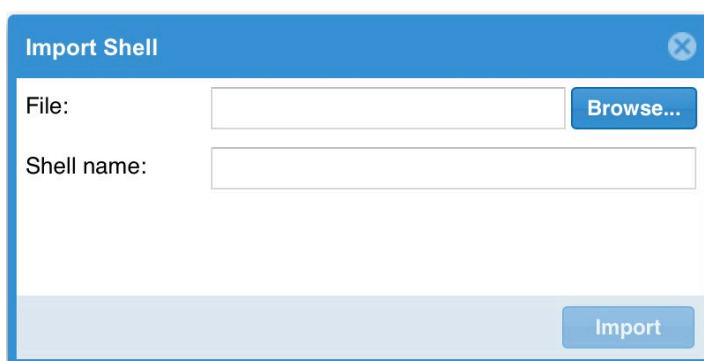 Import Shell
File:
Browse...
Shell name:
Import